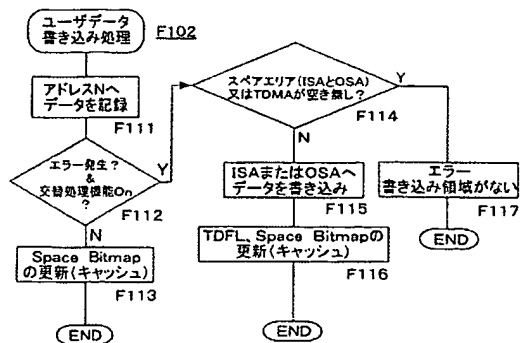 ユーザデータ
書き込み処理
F102
アドレスNへ
データを記録
F111
エラー発生?
&
交替処理機能On
?
Y
F112
N
Space Bitmap
の更新(キャッシュ)
F113
END
スペアエリア(ISAとOSA)
又はTDMAが空き無し?
Y
F114
N
ISAまたはOSAへ
データを書き込み
F115
TDFL、Space Bitmapの
更新(キャッシュ)
F116
END
エラー
書き込み領域がない
F117
END